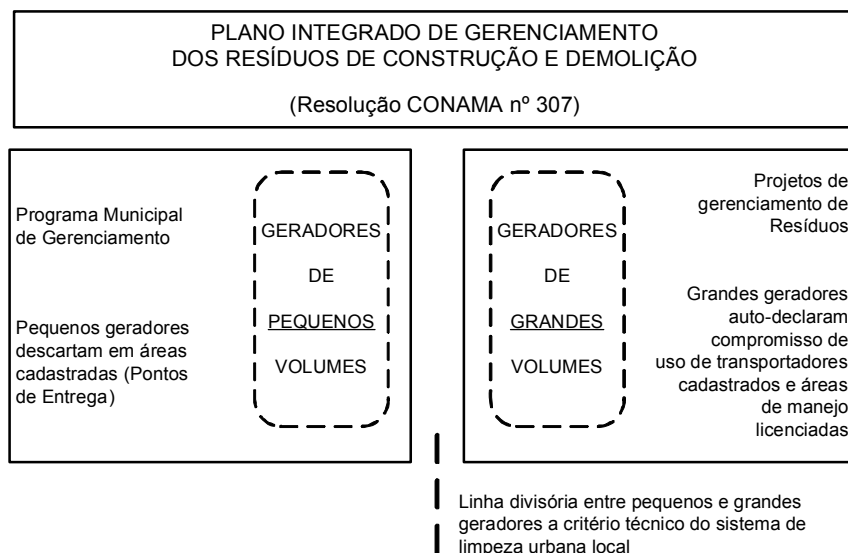 PLANO INTEGRADO DE GERENCIAMENTO
DOS RESÍDUOS DE CONSTRUÇÃO E DEMOLIÇÃO
(Resolução CONAMA nº 307)
Programa Municipal
de Gerenciamento
Pequenos geradores
descartam em áreas
cadastradas (Pontos
de Entrega)
GERADORES
DE
PEQUENOS
VOLUMES
GERADORES
DE
GRANDES
VOLUMES
Projetos de
gerenciamento de
Resíduos
Grandes geradores
auto-declaram
compromisso de
uso de transportadores
cadastrados e áreas
de manejo
licenciadas
Linha divisória entre pequenos e grandes
geradores a critério técnico do sistema de
limpeza urbana local